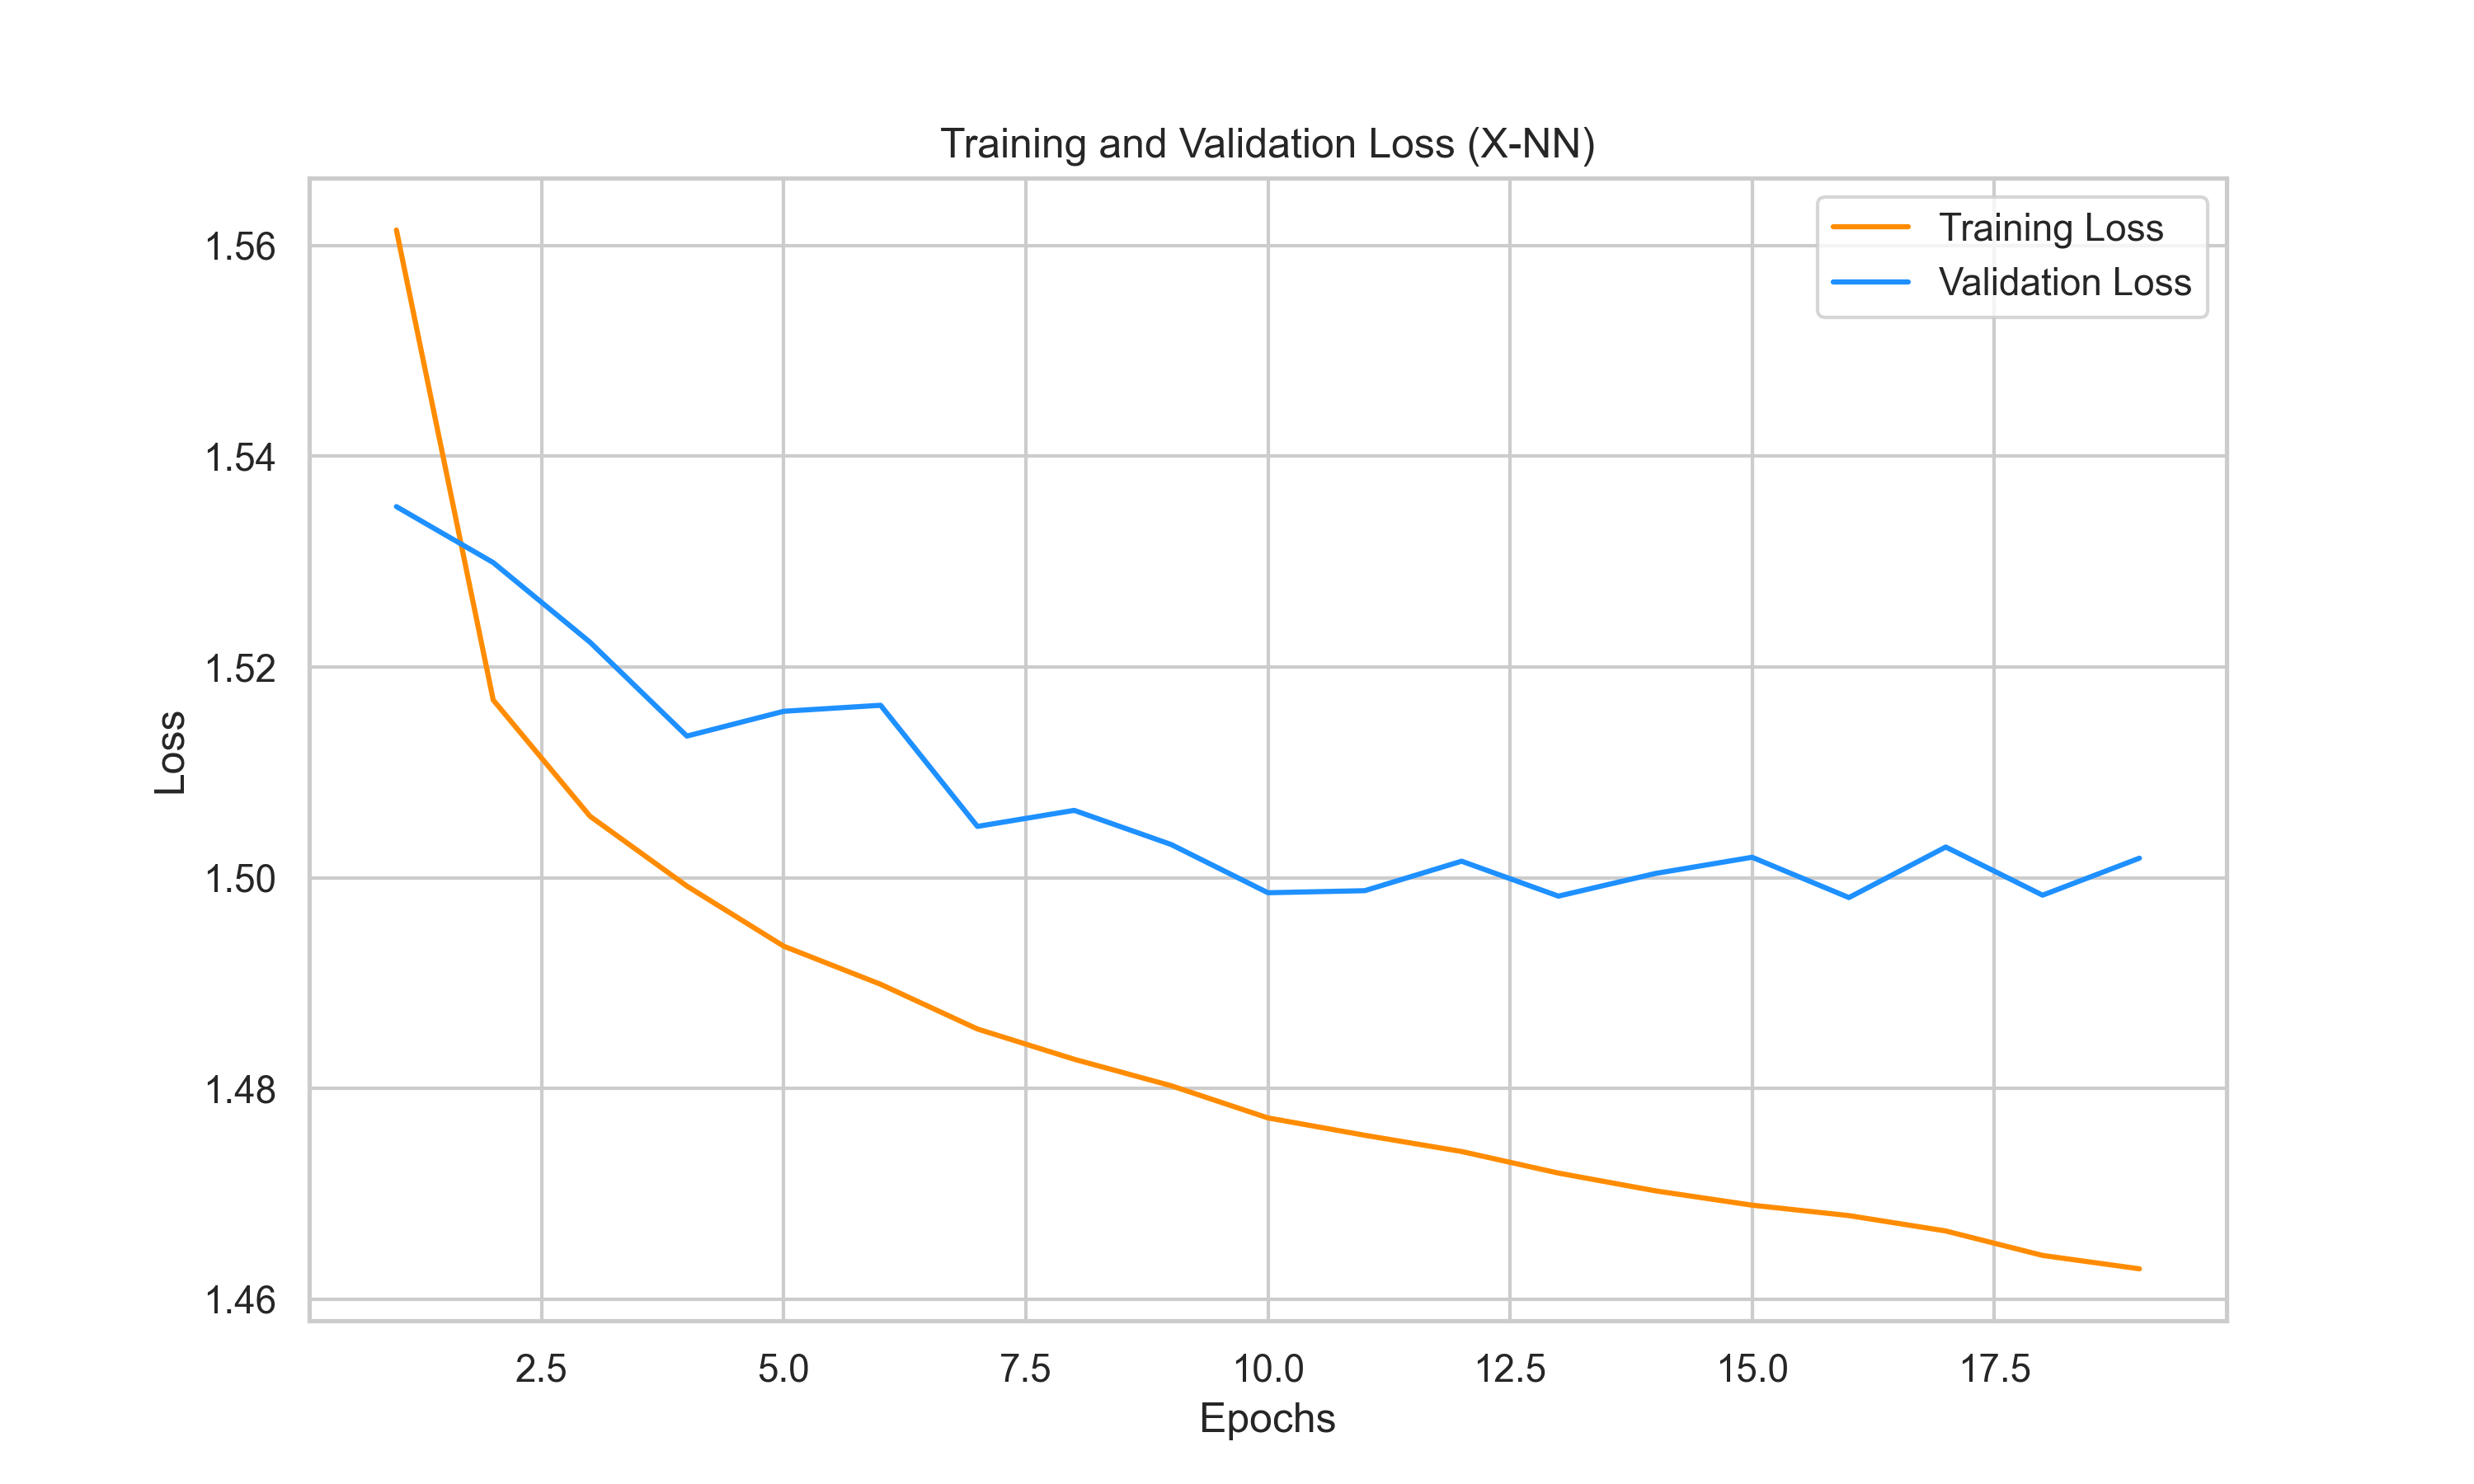 Training and Validation Loss (X-NN)
Training Loss
Validation Loss
1.56
1.54
1.52
1.50
1.48
1.46
Loss
2.5 5.0 7.5 10.0 12.5 15.0 17.5
Epochs